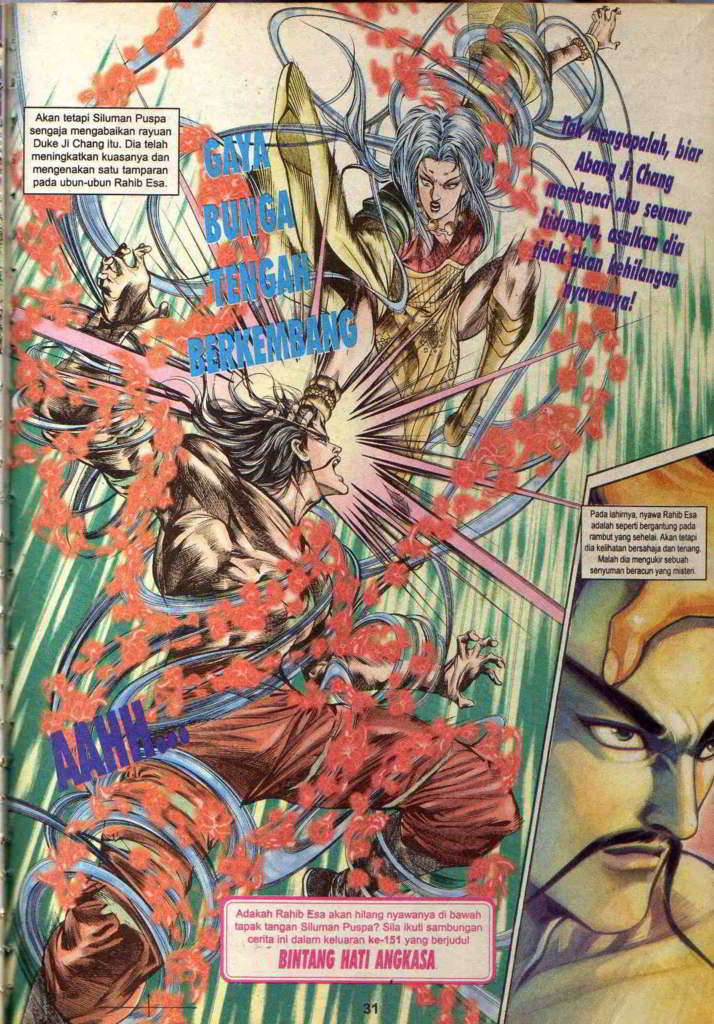 Akan tetapi Siluman Puspa
sengaja mengabaikan rayuan
Duke Ji Chang itu. Dia telah
meningkatkan kuasanya dan
mengenakan satu tamparan
pada ubun-ubun Rahib Esa.
GAYA
BUNGA
TENGAH
BERKEMBANG
Tak mengapalah, biar
Abang Ji Chang
membenci aku seumur
hidupnya, asalkan dia
tidak akan kehilangan
nyawanya!
Pada lahirnya, nyawa Rahib Esa
adalah seperti bergantung pada
rambut yang sehelai. Akan tetapi
dia kelihatan bersahaja dan tenang.
Malah dia mengukir sebuah
senyuman beracun yang misteri.
AAHH...
Adakah Rahib Esa akan hilang nyawanya di bawah
tapak tangan Siluman Puspa? Sila ikuti sambungan
cerita ini dalam keluaran ke-151 yang berjudul
BINTANG HATI ANGKASA
31